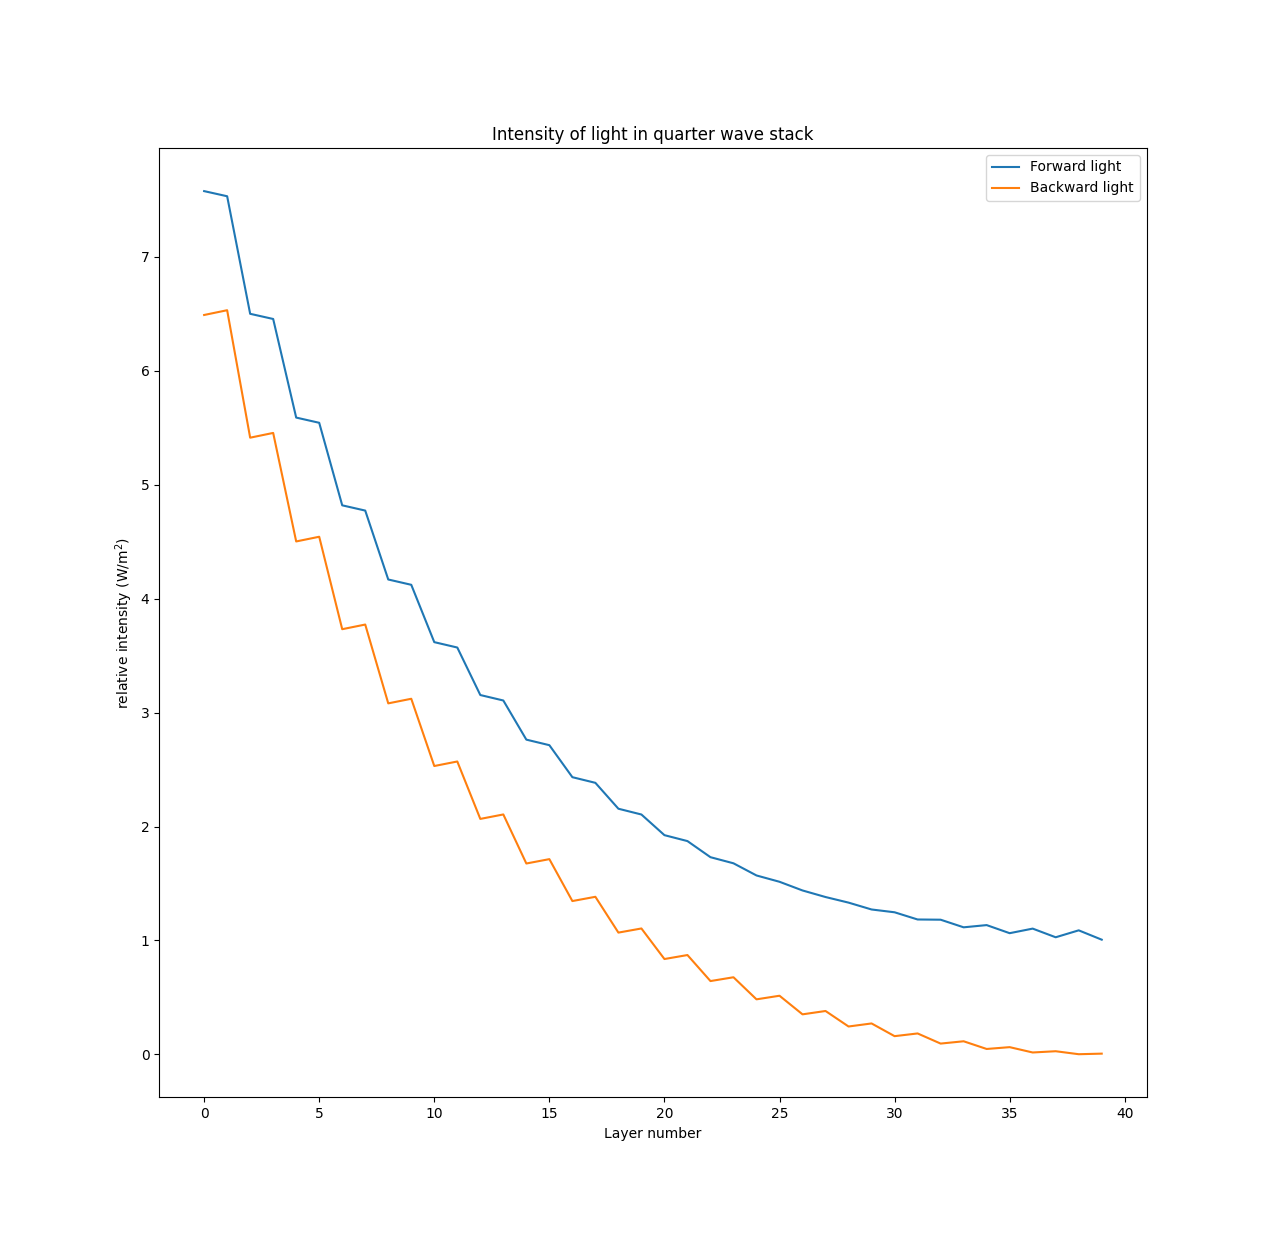 Intensity of light in quarter wave stack
Forward light
Backward light
relative intensity (W/m²)
7
6
5
4
3
2
1
0
0 5 10 15 20 25 30 35 40
Layer number